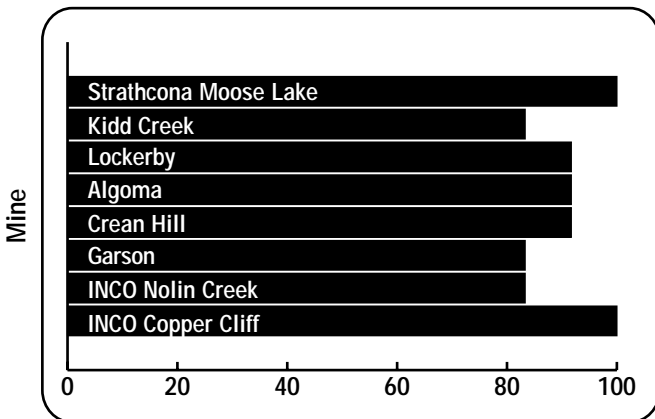 Strathcona Moose Lake
Kidd Creek
Lockerby
Algoma
Crean Hill
Garson
INCO Nolin Creek
INCO Copper Cliff
Mine
0 20 40 60 80 100